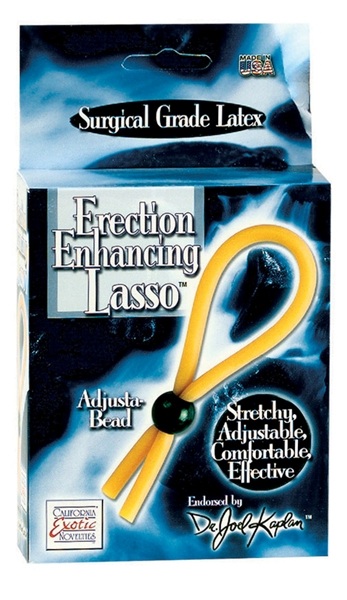 MADE IN
USA
Surgical Grade Latex
Erection
Enhancing
Lasso™
Adjusta-
Bead
Stretchy,
Adjustable,
Comfortable,
Effective
Endorsed by
Dr. Joel Kaplan™
CALIFORNIA
Exotic
NOVELTIES